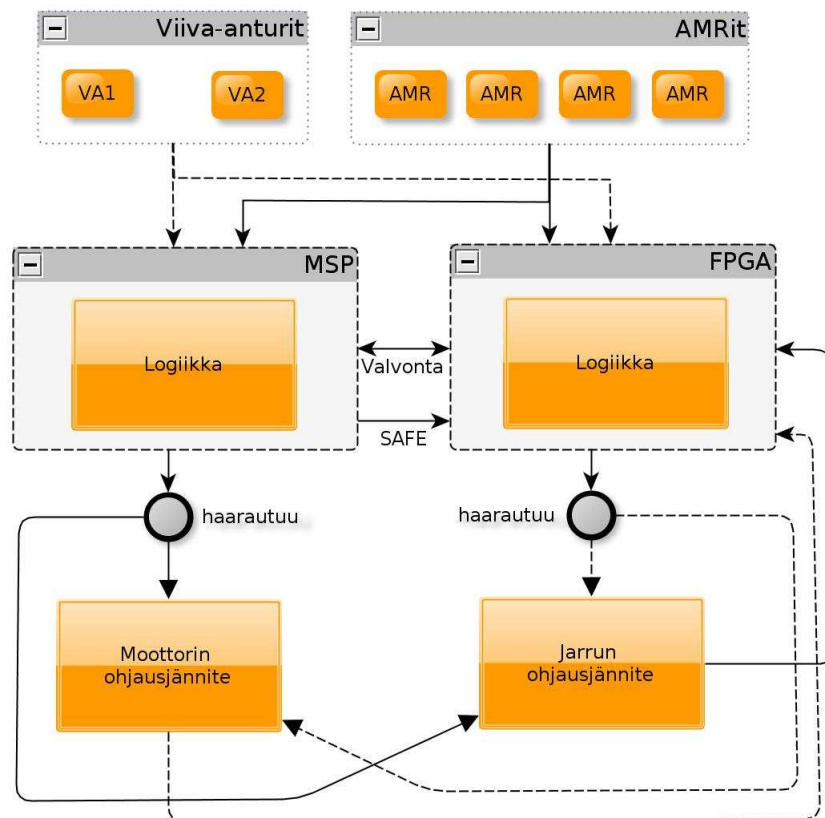 Viiva-anturit
AMRit
VA1
VA2
AMR
AMR
AMR
AMR
MSP
FPGA
Logiikka
Logiikka
Valvonta
SAFE
haarautuu
haarautuu
Moottorin
ohjausjännite
Jarrun
ohjausjännite